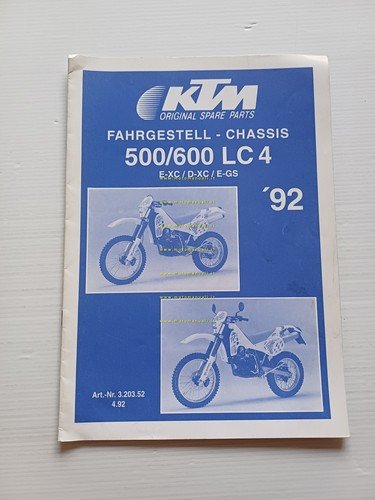 KTM
ORIGINAL SPARE PARTS
FAHRGESTELL - CHASSIS
500/600 LC 4
E-XC / D-XC / E-GS
´92
Art.-Nr. 3.203.52
4.92